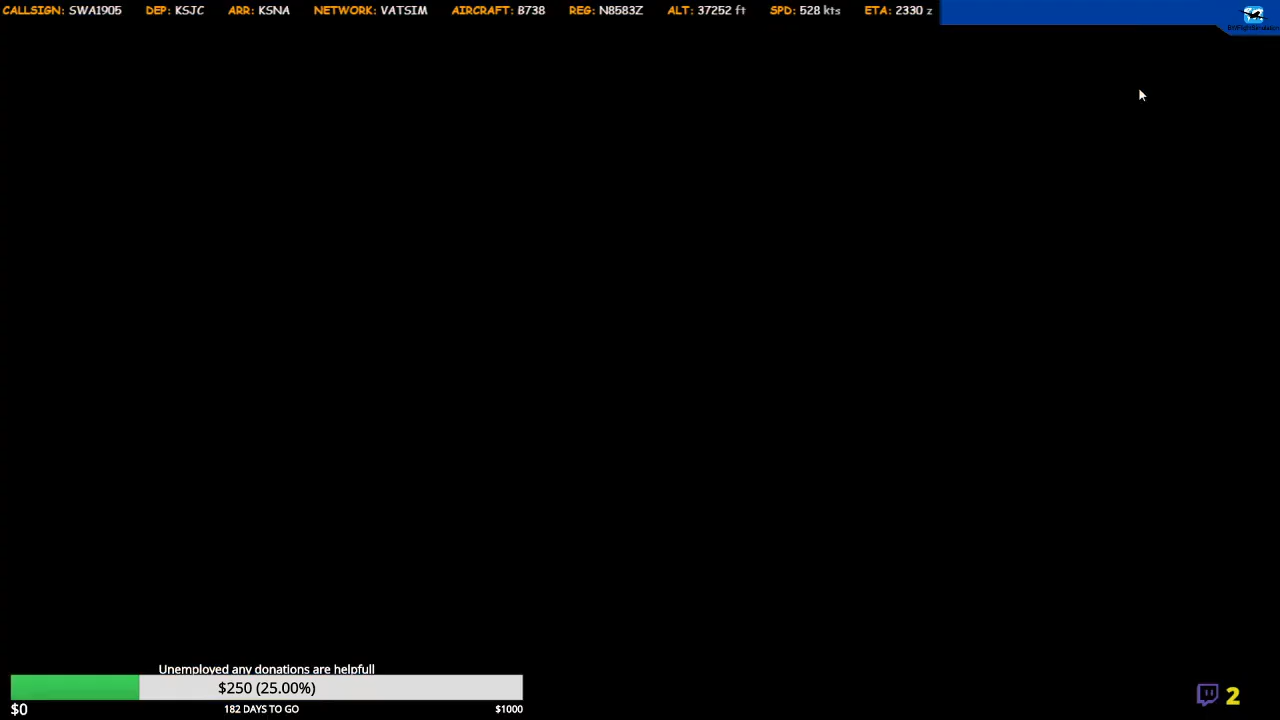 CALLSIGN: SWA1905 DEP: KSJC ARR: KSNA NETWORK: VATSIM AIRCRAFT: B738 REG: N8583Z ALT: 37252 ft SPD: 528 kts ETA: 2330 z
Unemployed any donations are helpfull
$250 (25.00%)
$0 182 DAYS TO GO $1000
2